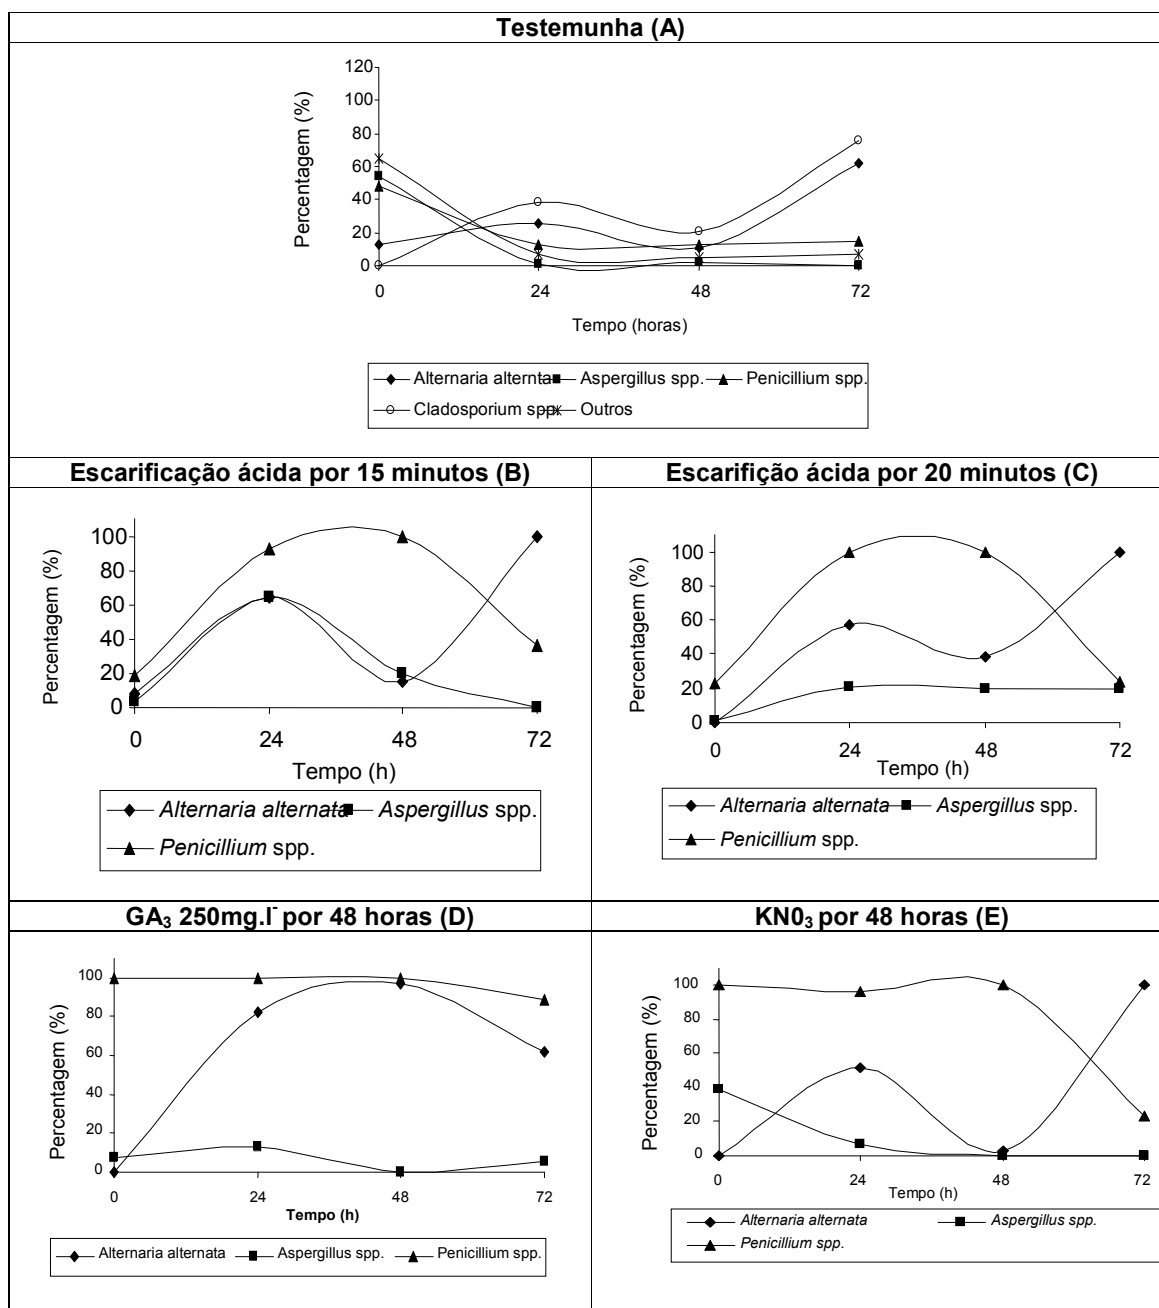 Testemunha (A)
120
100
80
60
40
20
0
Percentagem (%)
0 24 48 72
Tempo (horas)
Alternaria alternta Aspergillus spp. Penicillium spp.
Cladosporium spp Outros
Escarificação ácida por 15 minutos (B)
100
80
60
40
20
0
Percentagem (%)
0 24 48 72
Tempo (h)
Alternaria alternata Aspergillus spp.
Penicillium spp.
Escarifição ácida por 20 minutos (C)
100
80
60
40
20
0
Percentagem (%)
0 24 48 72
Tempo (h)
Alternaria alternata Aspergillus spp.
Penicillium spp.
GA₃ 250mg.l⁻ por 48 horas (D)
100
80
60
40
20
0
Percentagem (%)
0 24 48 72
Tempo (h)
Alternaria alternata Aspergillus spp. Penicillium spp.
KN0₃ por 48 horas (E)
100
80
60
40
20
0
Percentagem (%)
0 24 48 72
Tempo (h)
Alternaria alternata Aspergillus spp.
Penicillium spp.